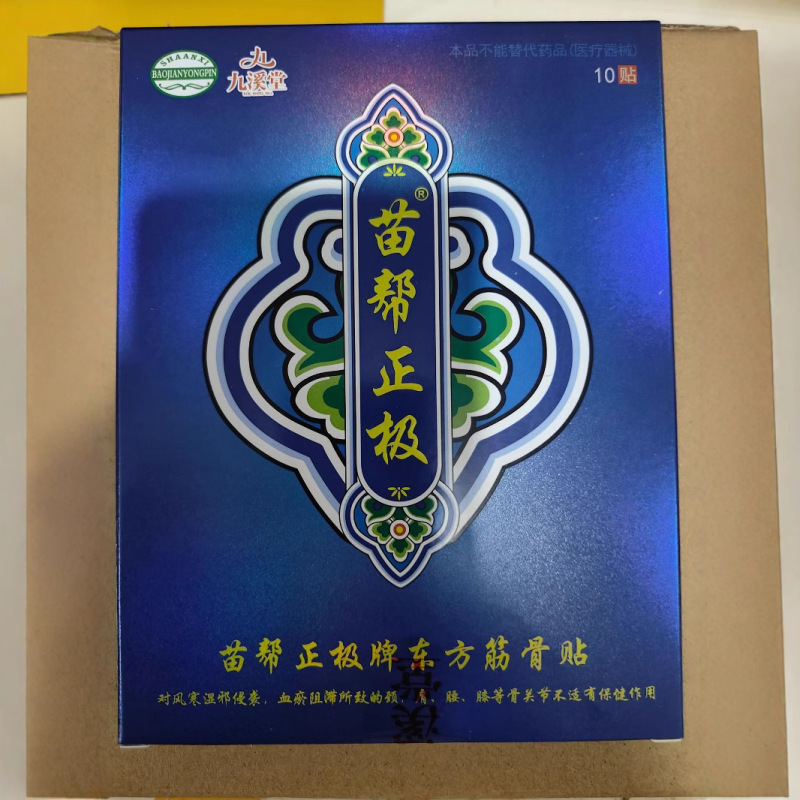 SHAANXI
BAOJIANYONGPIN
九
九溪堂
本品不能替代药品(医疗器械)
10贴
苗帮正极®
苗帮正极牌东方筋骨贴
对风寒湿邪侵袭，血瘀阻滞所致的颈、肩、腰、膝等骨关节不适有保健作用
溪堂